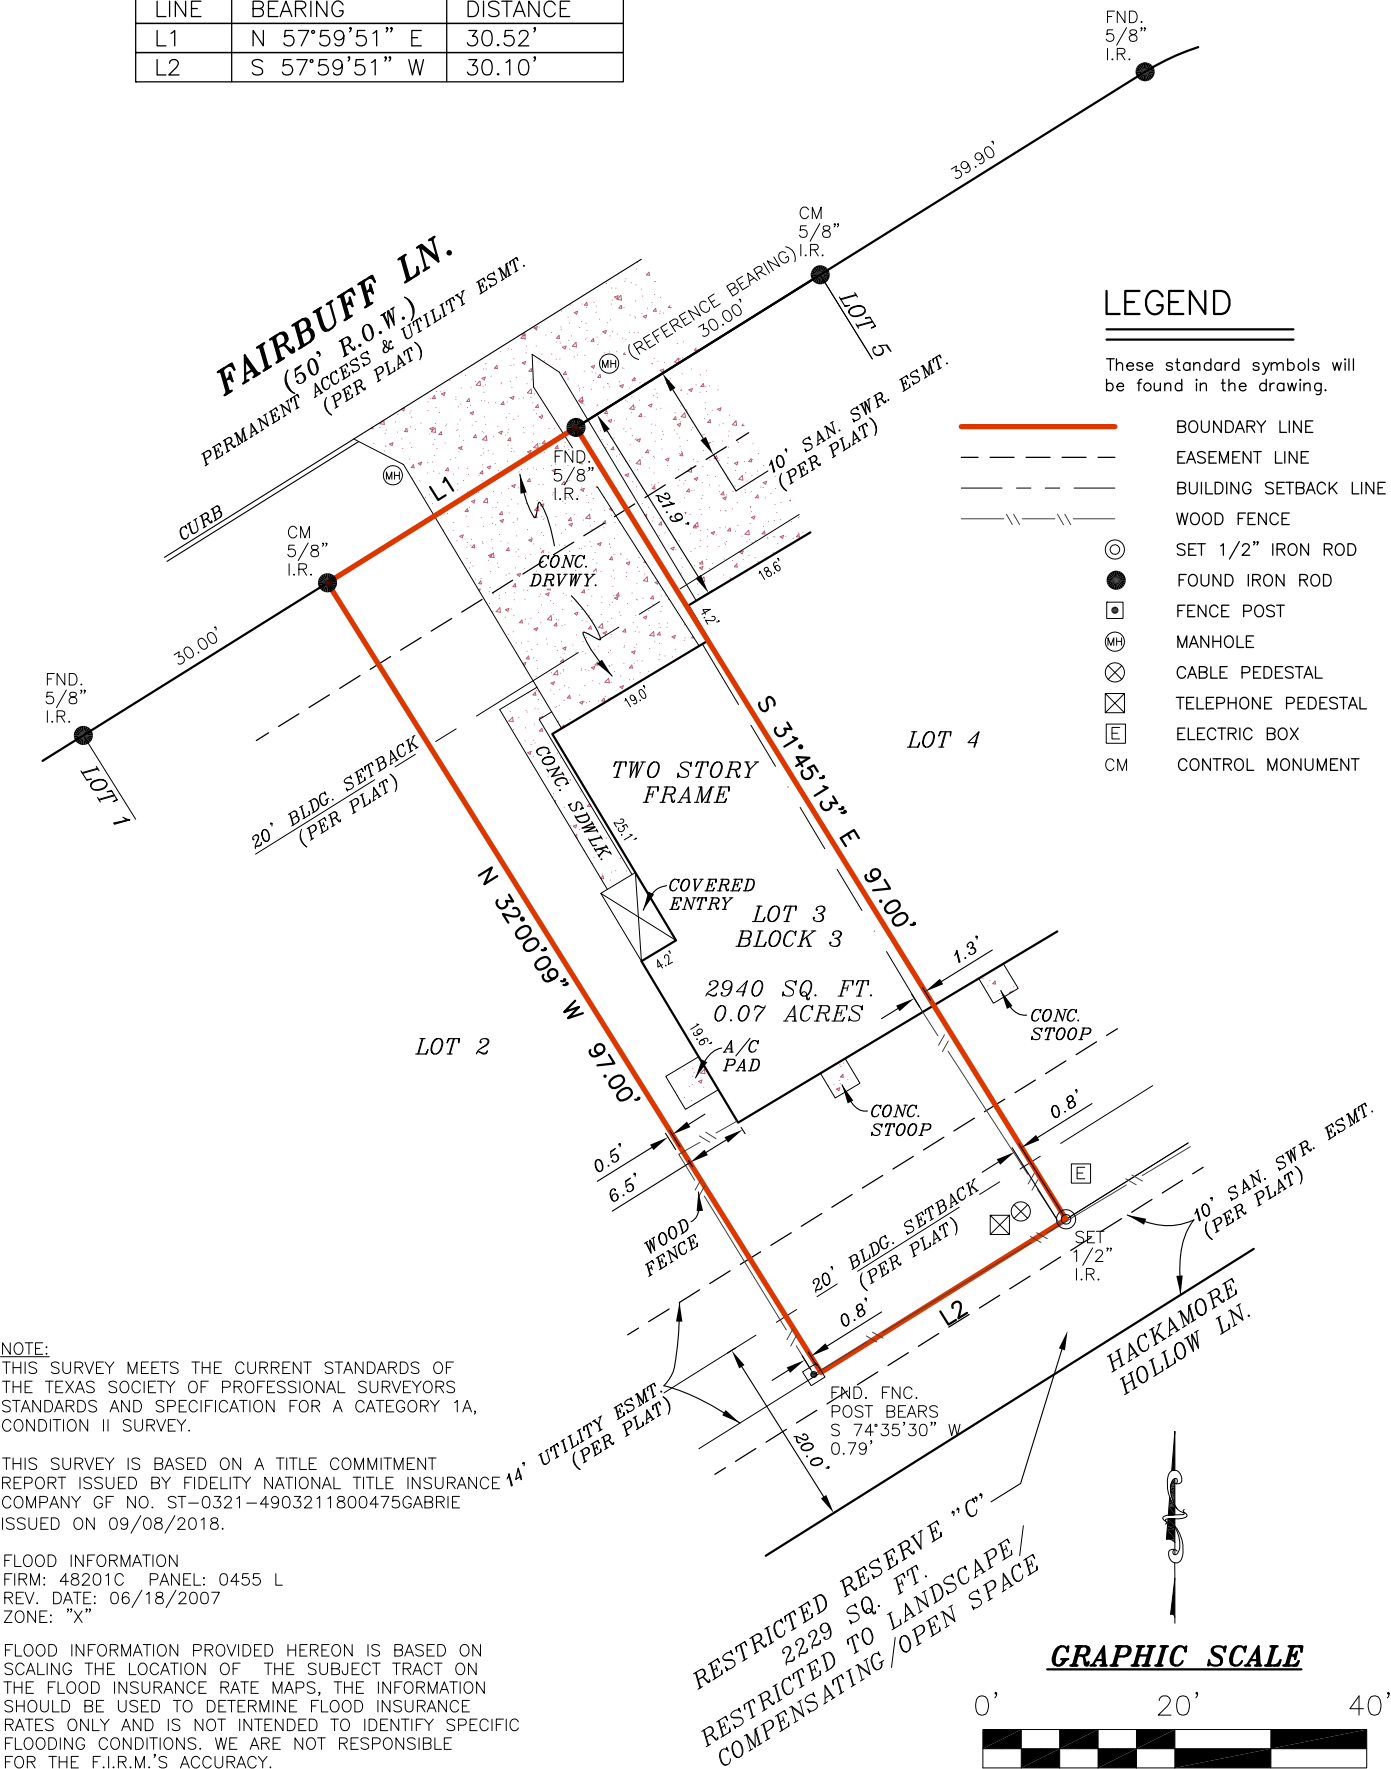 LINE BEARING DISTANCE
L1 N 57°59'51" E 30.52'
L2 S 57°59'51" W 30.10'
FND.
5/8"
I.R.
39.90'
CM
5/8"
I.R.
LOT 5
(REFERENCE BEARING)
30.00'
FAIRBUFF LN.
(50' R.O.W.)
PERMANENT ACCESS & UTILITY ESMT.
(PER PLAT)
MH
10' SAN. SWR. ESMT.
(PER PLAT)
LEGEND
These standard symbols will
be found in the drawing.
BOUNDARY LINE
EASEMENT LINE
BUILDING SETBACK LINE
WOOD FENCE
SET 1/2" IRON ROD
FOUND IRON ROD
FENCE POST
MH MANHOLE
CABLE PEDESTAL
TELEPHONE PEDESTAL
E ELECTRIC BOX
CM CONTROL MONUMENT
FND.
5/8"
I.R.
MH
L1
CURB
21.9'
CM
5/8"
I.R.
CONC.
DRVWY.
18.6'
4.2'
30.00'
FND.
5/8"
I.R.
LOT 1
19.0'
20' BLDG. SETBACK
(PER PLAT)
S 31°45'13" E 97.00'
LOT 4
TWO STORY
FRAME
CONC. SDWLK.
25.1'
COVERED
ENTRY
N 32°00'09" W 97.00'
LOT 3
BLOCK 3
2940 SQ. FT.
0.07 ACRES
4.2'
1.3'
CONC.
STOOP
LOT 2
19.6'
A/C
PAD
CONC.
STOOP
0.8'
0.5'
6.5'
E
WOOD
FENCE
20' BLDG. SETBACK
(PER PLAT)
10' SAN. SWR. ESMT.
(PER PLAT)
SET
1/2"
I.R.
0.8'
L2
HACKAMORE
HOLLOW LN.
FND. FNC.
POST BEARS
S 74°35'30" W
0.79'
14' UTILITY ESMT.
(PER PLAT)
20.0'
RESTRICTED RESERVE "C"
2229 SQ. FT.
RESTRICTED TO LANDSCAPE/
COMPENSATING/OPEN SPACE
NOTE:
THIS SURVEY MEETS THE CURRENT STANDARDS OF
THE TEXAS SOCIETY OF PROFESSIONAL SURVEYORS
STANDARDS AND SPECIFICATION FOR A CATEGORY 1A,
CONDITION II SURVEY.
THIS SURVEY IS BASED ON A TITLE COMMITMENT
REPORT ISSUED BY FIDELITY NATIONAL TITLE INSURANCE
COMPANY GF NO. ST-0321-4903211800475GABRIE
ISSUED ON 09/08/2018.
FLOOD INFORMATION
FIRM: 48201C PANEL: 0455 L
REV. DATE: 06/18/2007
ZONE: "X"
FLOOD INFORMATION PROVIDED HEREON IS BASED ON
SCALING THE LOCATION OF THE SUBJECT TRACT ON
THE FLOOD INSURANCE RATE MAPS, THE INFORMATION
SHOULD BE USED TO DETERMINE FLOOD INSURANCE
RATES ONLY AND IS NOT INTENDED TO IDENTIFY SPECIFIC
FLOODING CONDITIONS. WE ARE NOT RESPONSIBLE
FOR THE F.I.R.M.'S ACCURACY.
GRAPHIC SCALE
0' 20' 40'